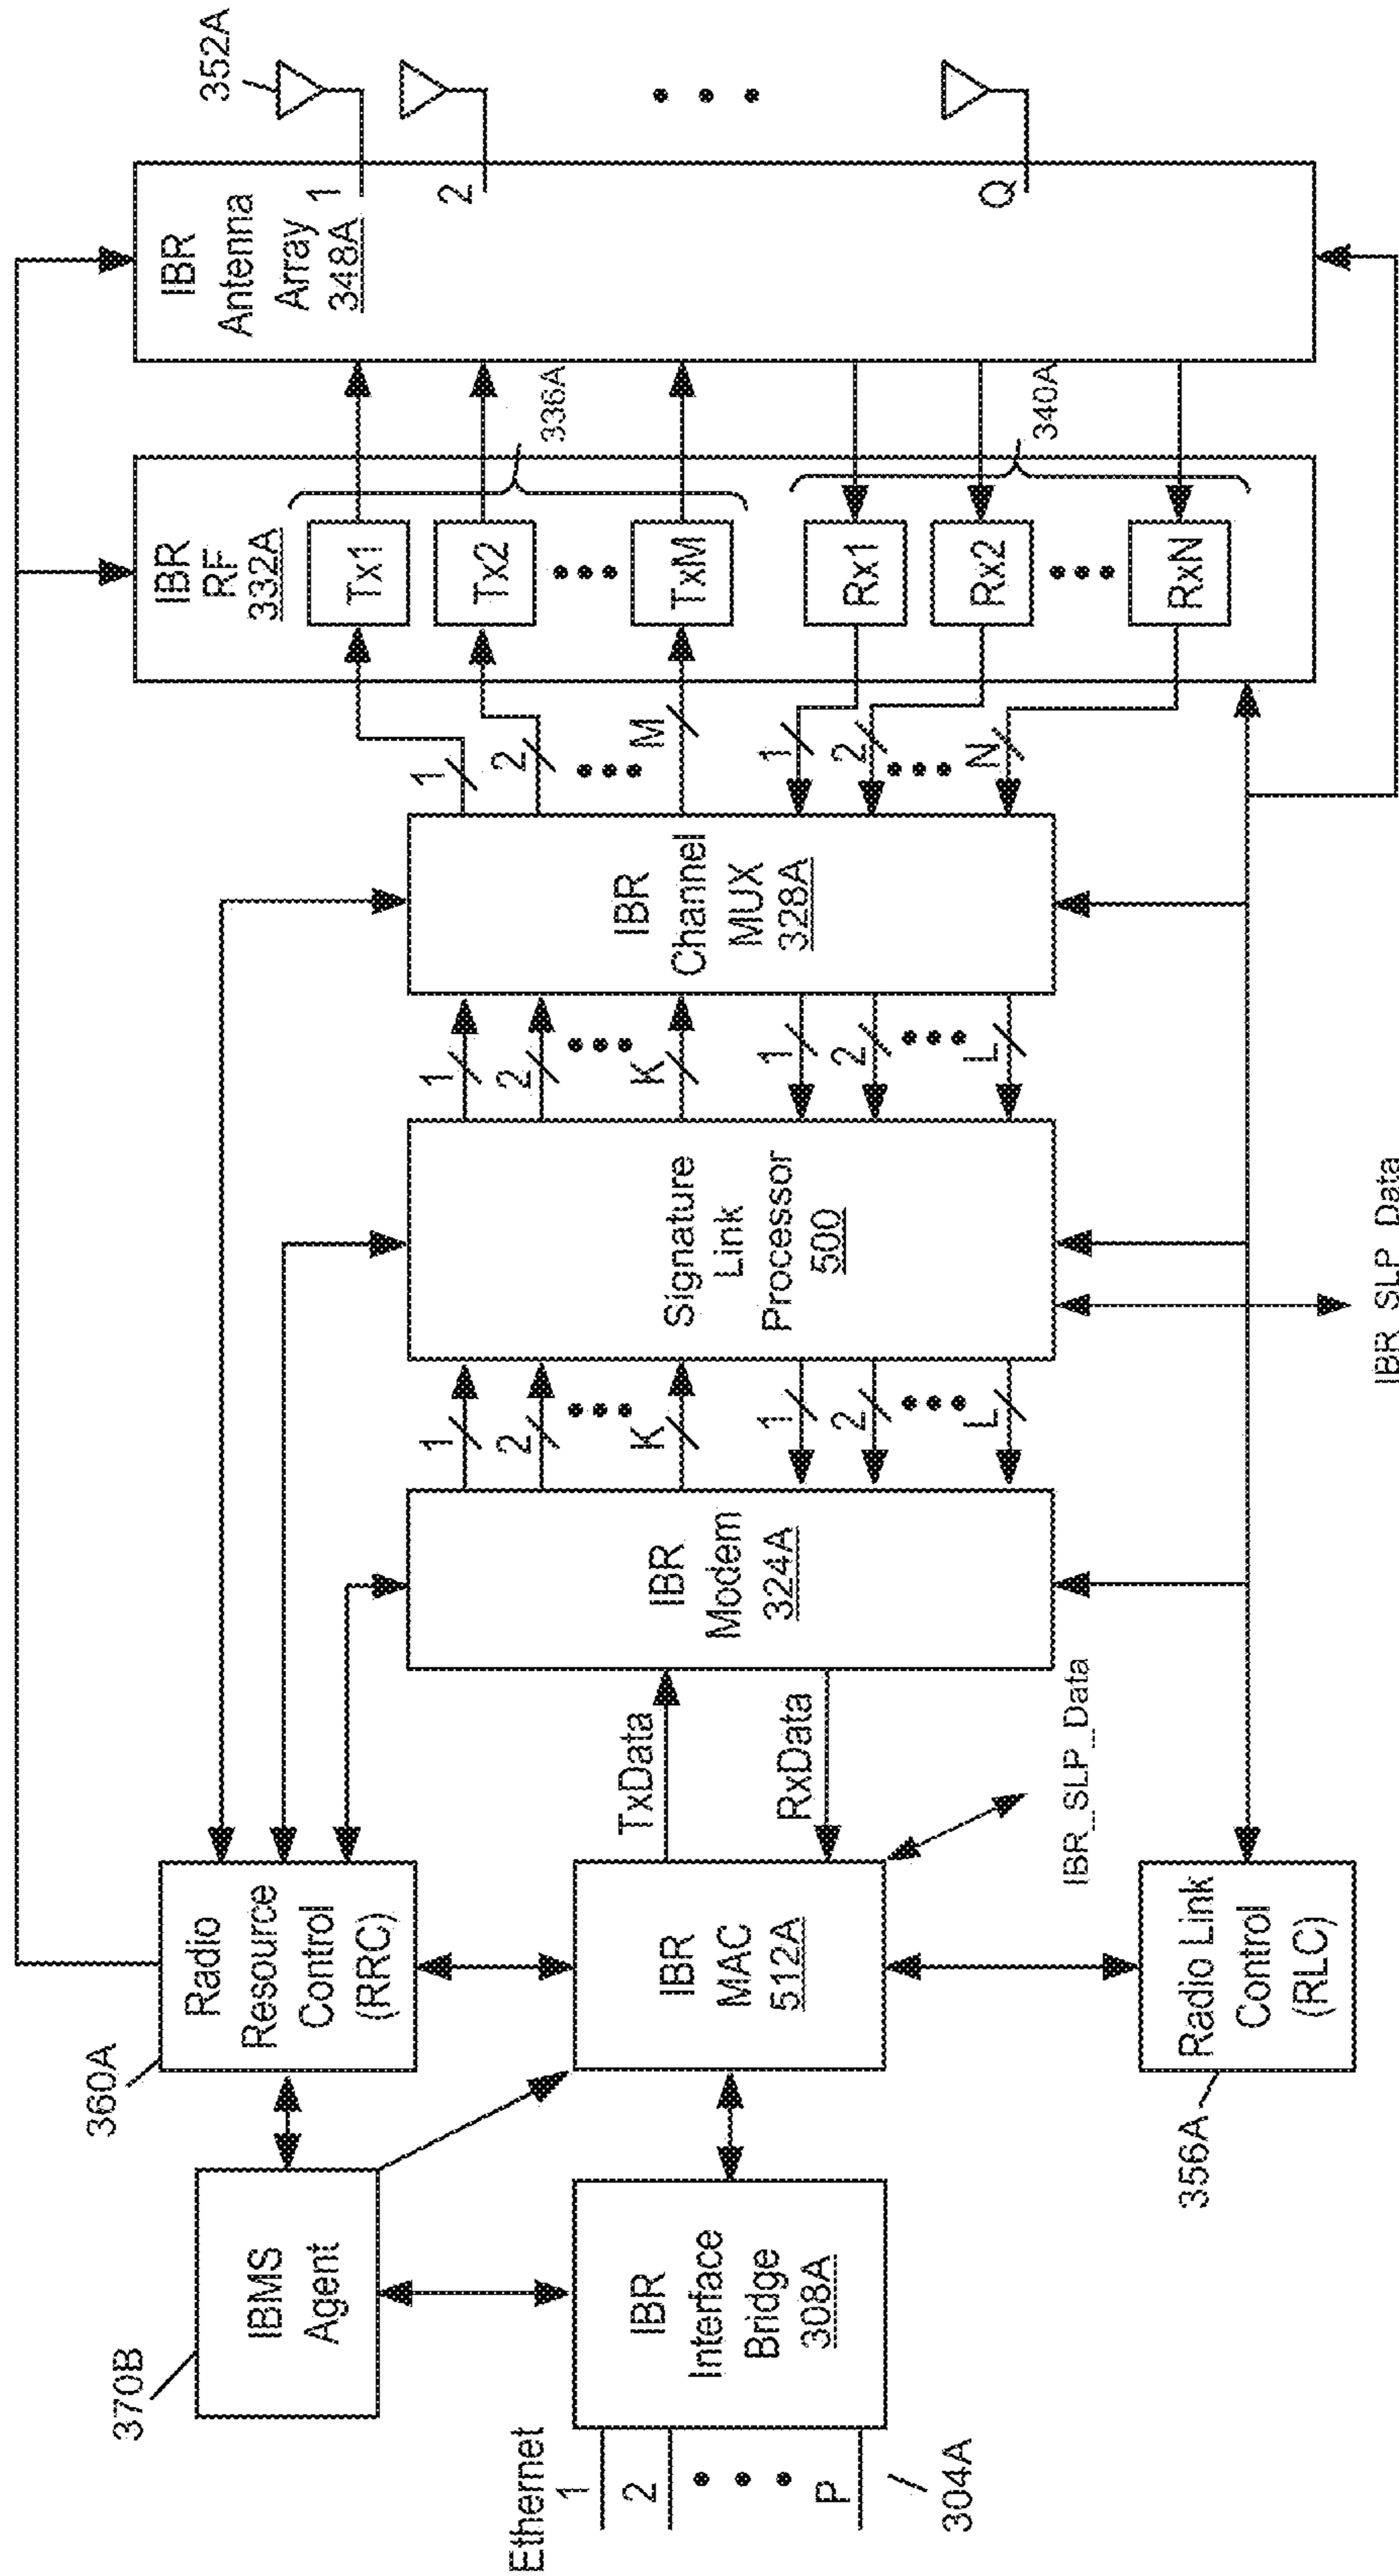 Ethernet
1
2
P
304A
370B
IBMS
Agent
IBR
Interface
Bridge
308A
360A
Radio
Resource
Control
(RRC)
IBR
MAC
512A
Radio Link
Control
(RLC)
356A
TxData
RxData
IBR_SLP_Data
IBR
Modem
324A
1
2
K
1
2
L
Signature
Link
Processor
500
IBR_SLP_Data
1
2
K
1
2
L
IBR
Channel
MUX
328A
1
2
M
1
2
N
IBR
RF
332A
Tx1
Tx2
TxM
Rx1
Rx2
RxN
336A
340A
IBR
Antenna
Array
348A
1
2
Q
352A